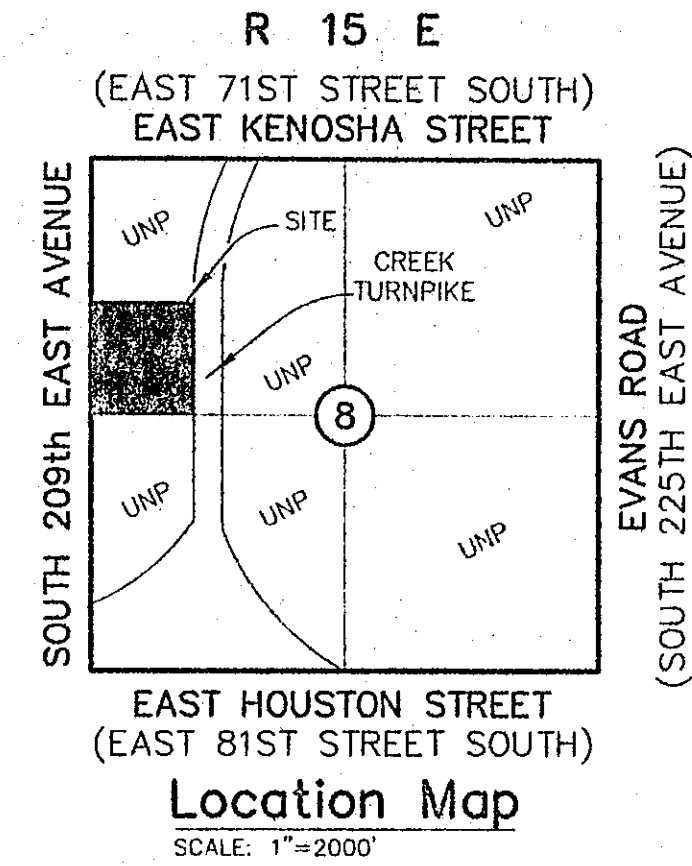 R 15 E
(EAST 71ST STREET SOUTH)
EAST KENOSHA STREET
SOUTH 209th EAST AVENUE
UNP
SITE
UNP
CREEK
TURNPIKE
UNP
8
UNP
UNP
UNP
EVANS ROAD
(SOUTH 225TH EAST AVENUE)
EAST HOUSTON STREET
(EAST 81ST STREET SOUTH)
Location Map
SCALE: 1"=2000'